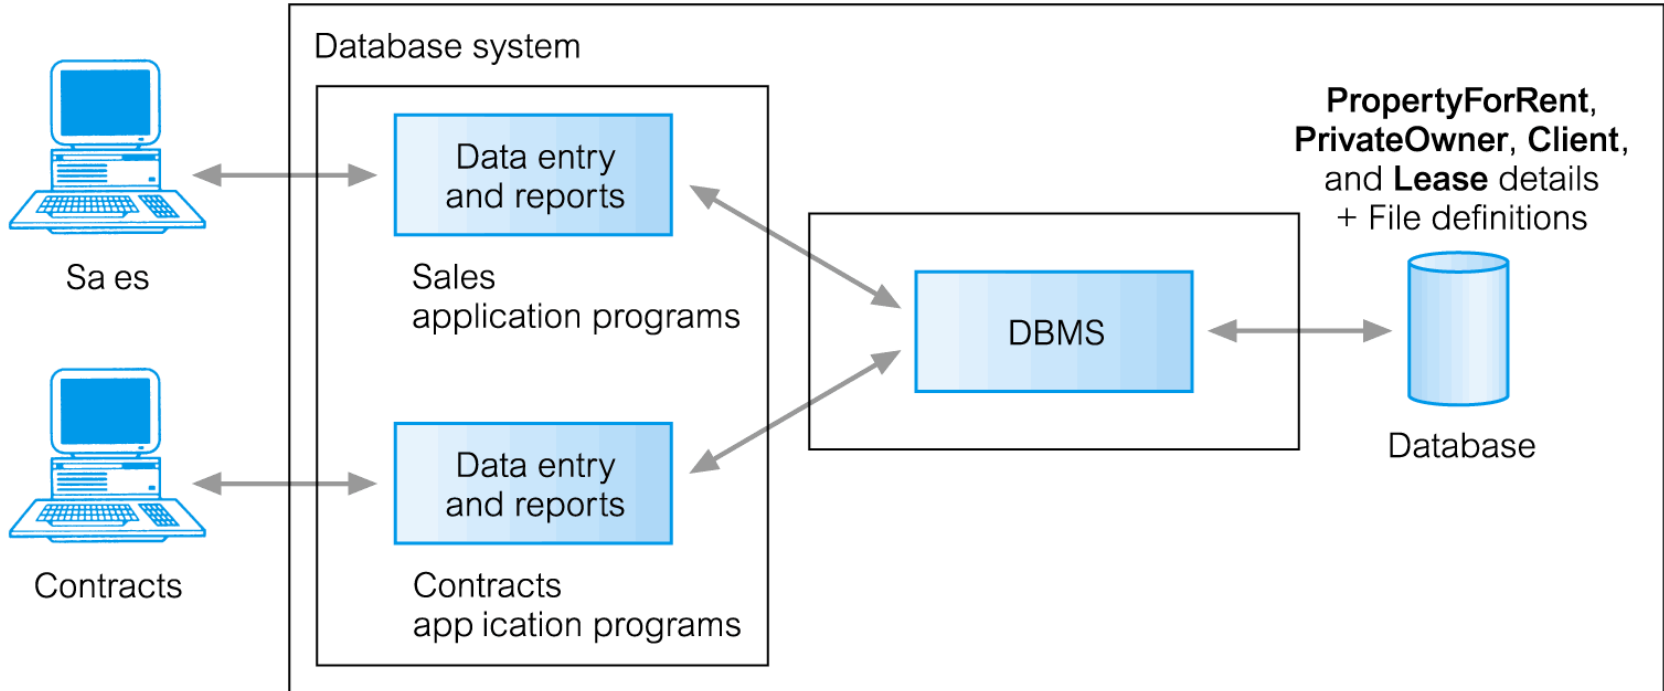 Database system
PropertyForRent,
PrivateOwner, Client,
and Lease details
+ File definitions
Data entry
and reports
Sa es
Sales
application programs
DBMS
Database
Data entry
and reports
Contracts
Contracts
app ication programs